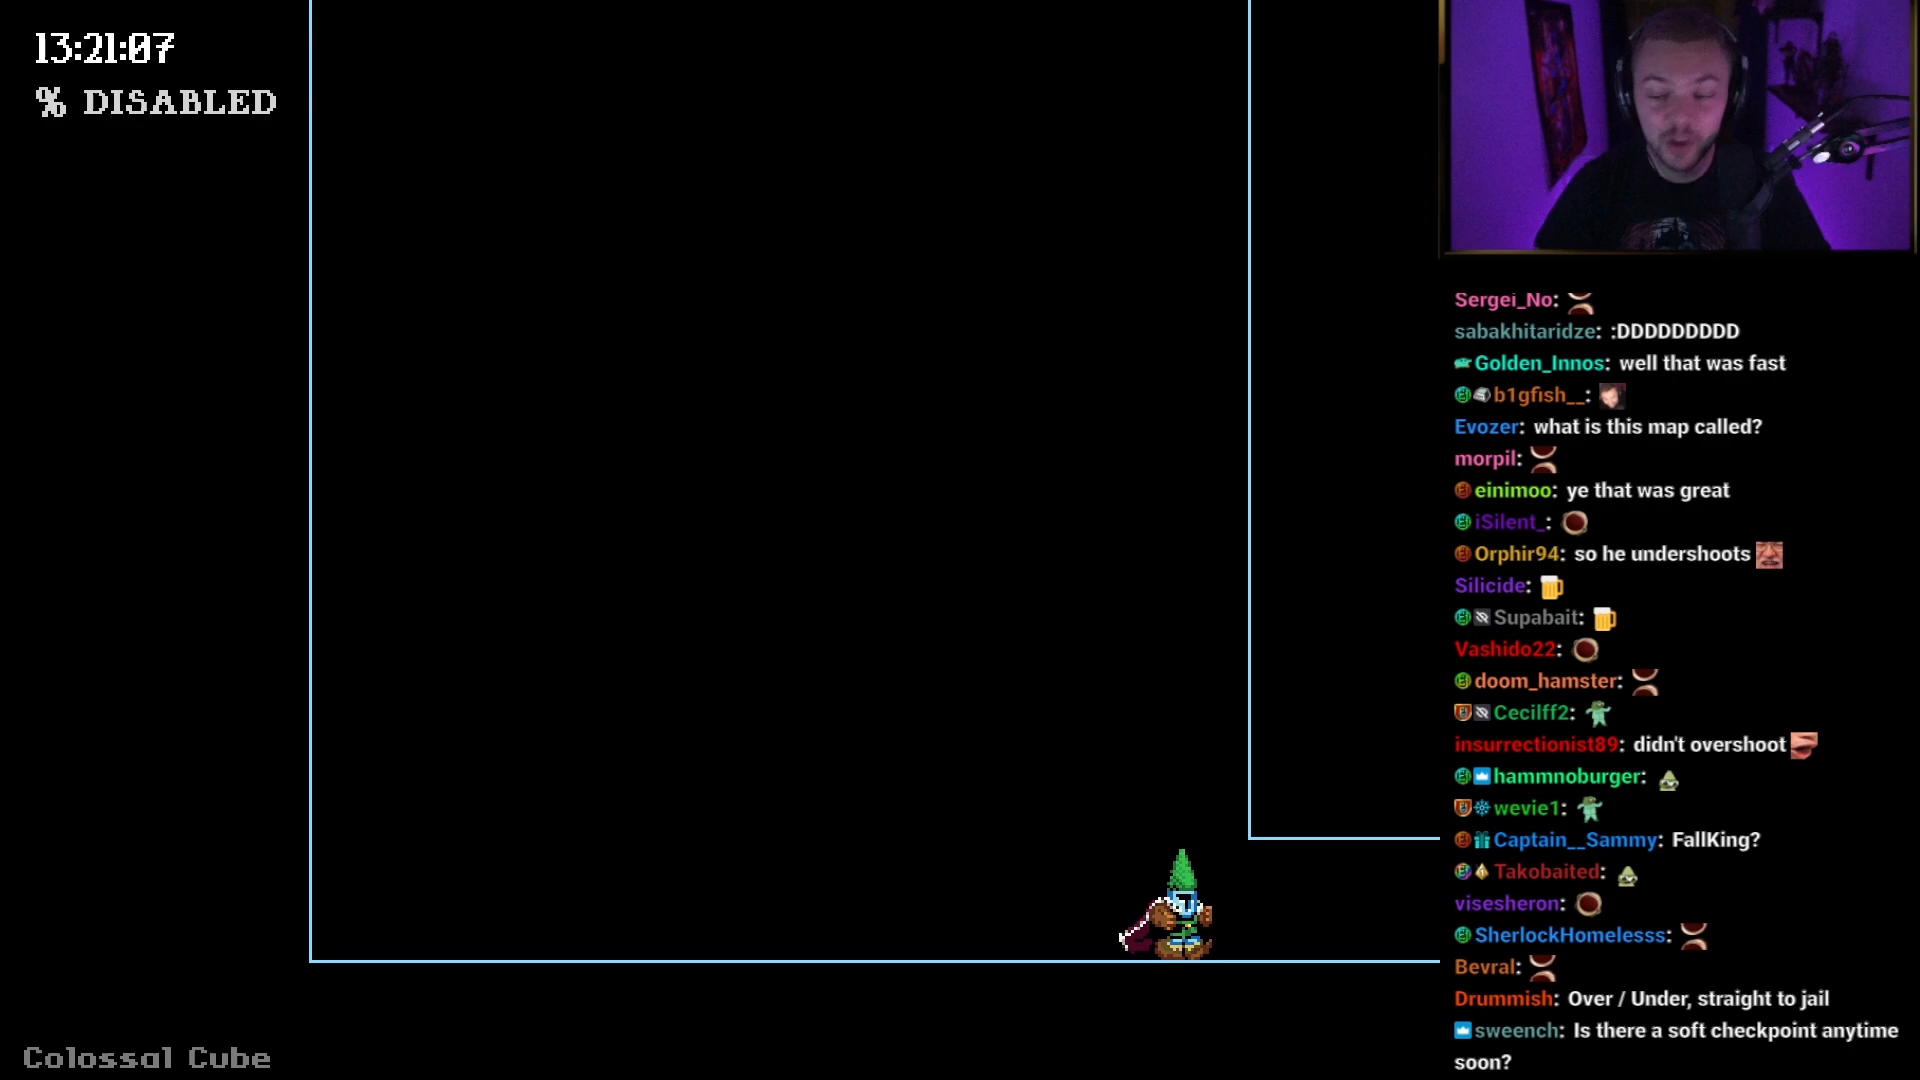 13:21:07
% DISABLED
Sergei_No:
sabakhitaridze: :DDDDDDDDD
Golden_Innos: well that was fast
b1gfish__:
Evozer: what is this map called?
morpil:
einimoo: ye that was great
iSilent_:
Orphir94: so he undershoots
Silicide:
Supabait:
Vashido22:
doom_hamster:
Cecilff2:
insurrectionist89: didn't overshoot
hammnoburger:
wevie1:
Captain__Sammy: FallKing?
Takobaited:
visesheron:
SherlockHomelesss:
Bevral:
Drummish: Over / Under, straight to jail
sweench: Is there a soft checkpoint anytime
soon?
Colossal Cube